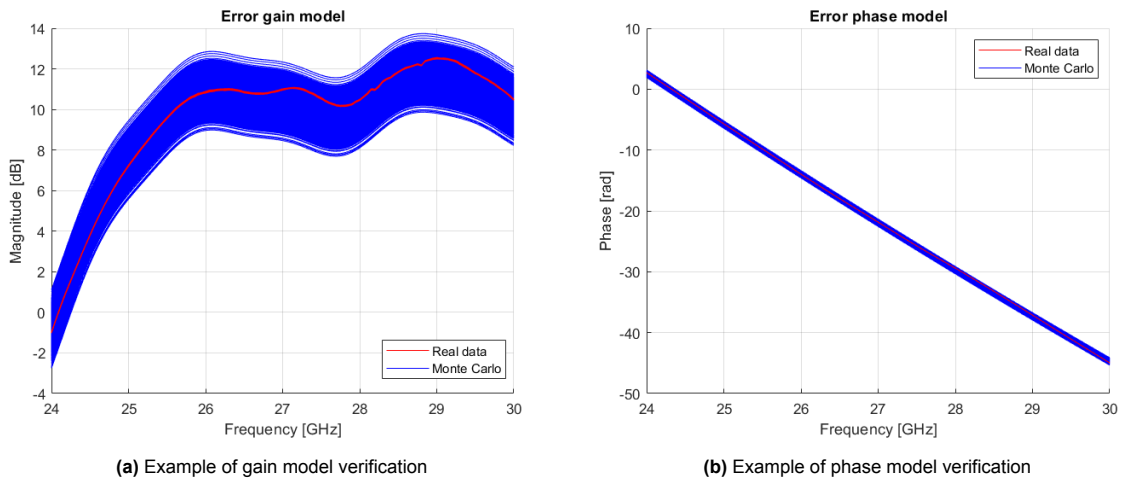 Error gain model
14
12
10
8
6
4
2
0
-2
-4
Magnitude [dB]
Real data
Monte Carlo
24 25 26 27 28 29 30
Frequency [GHz]
(a) Example of gain model verification
Error phase model
10
0
-10
-20
-30
-40
-50
Phase [rad]
Real data
Monte Carlo
24 25 26 27 28 29 30
Frequency [GHz]
(b) Example of phase model verification